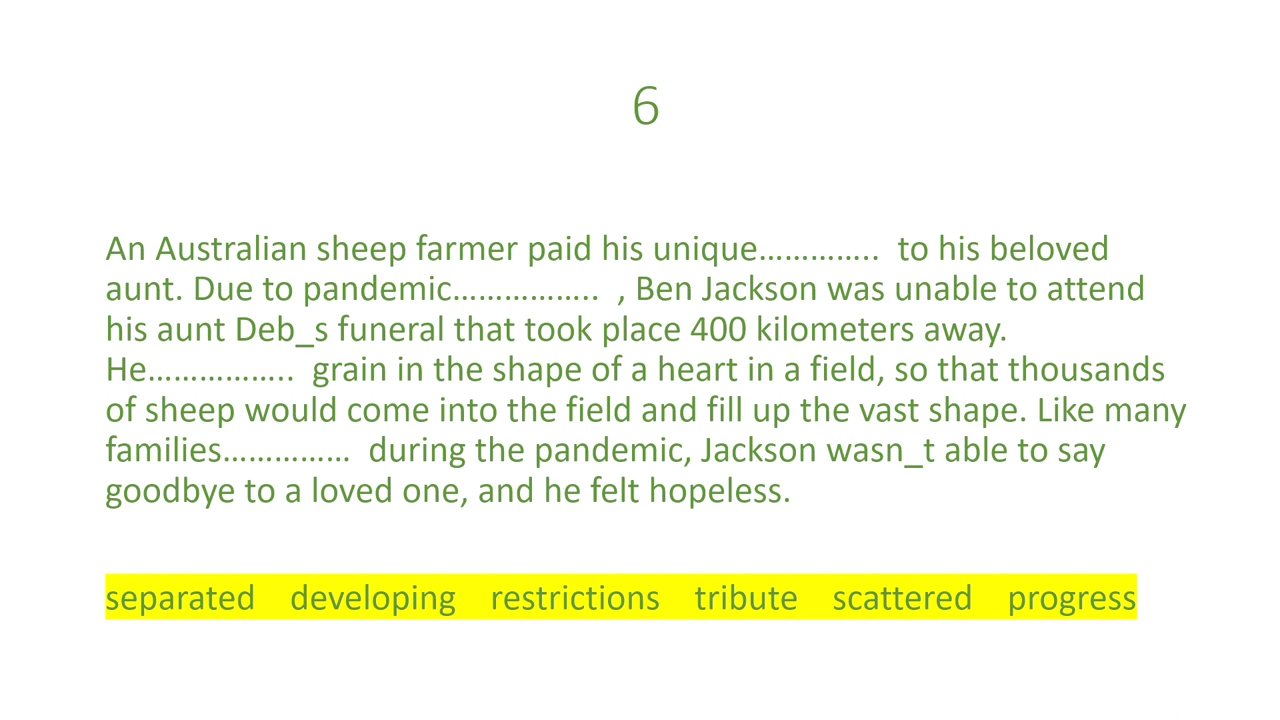 6
An Australian sheep farmer paid his unique………….. to his beloved
aunt. Due to pandemic…………….. , Ben Jackson was unable to attend
his aunt Deb_s funeral that took place 400 kilometers away.
He…………….. grain in the shape of a heart in a field, so that thousands
of sheep would come into the field and fill up the vast shape. Like many
families…………… during the pandemic, Jackson wasn_t able to say
goodbye to a loved one, and he felt hopeless.
separated developing restrictions tribute scattered progress